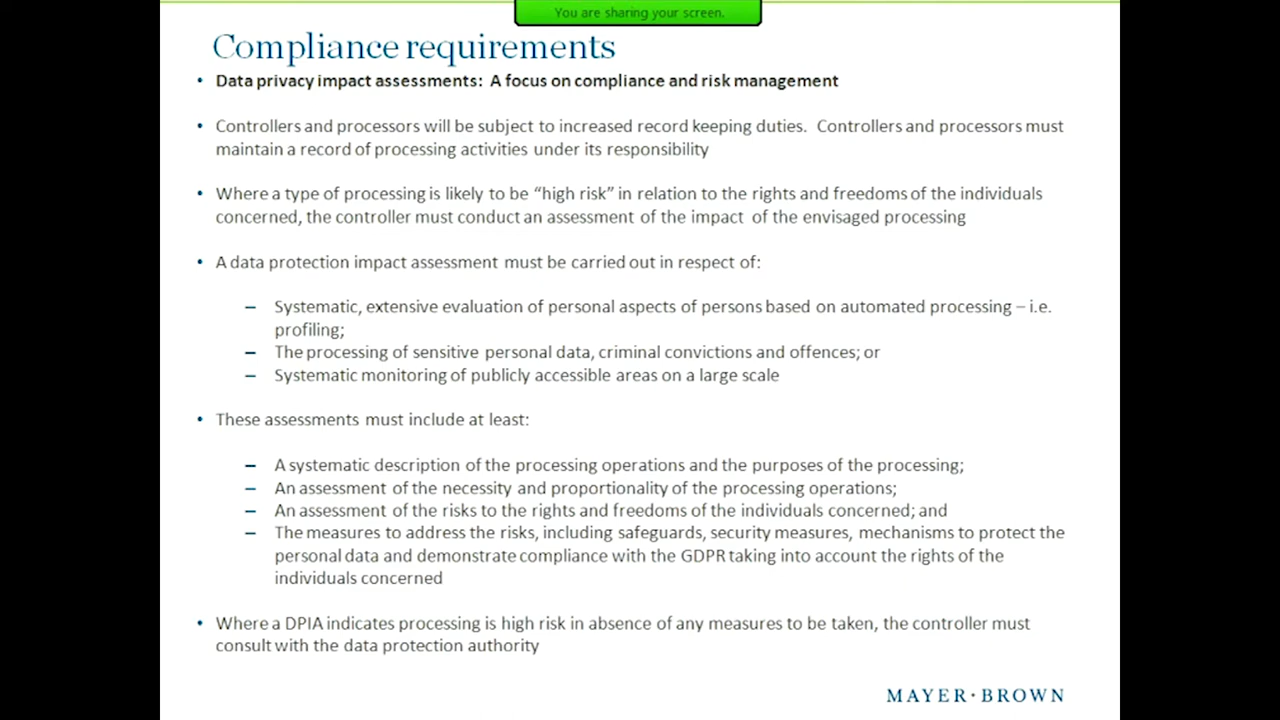 You are sharing your screen.
Compliance requirements
• Data privacy impact assessments: A focus on compliance and risk management
• Controllers and processors will be subject to increased record keeping duties. Controllers and processors must
maintain a record of processing activities under its responsibility
• Where a type of processing is likely to be “high risk” in relation to the rights and freedoms of the individuals
concerned, the controller must conduct an assessment of the impact of the envisaged processing
• A data protection impact assessment must be carried out in respect of:
– Systematic, extensive evaluation of personal aspects of persons based on automated processing – i.e.
profiling;
– The processing of sensitive personal data, criminal convictions and offences; or
– Systematic monitoring of publicly accessible areas on a large scale
• These assessments must include at least:
– A systematic description of the processing operations and the purposes of the processing;
– An assessment of the necessity and proportionality of the processing operations;
– An assessment of the risks to the rights and freedoms of the individuals concerned; and
– The measures to address the risks, including safeguards, security measures, mechanisms to protect the
personal data and demonstrate compliance with the GDPR taking into account the rights of the
individuals concerned
• Where a DPIA indicates processing is high risk in absence of any measures to be taken, the controller must
consult with the data protection authority
MAYER·BROWN